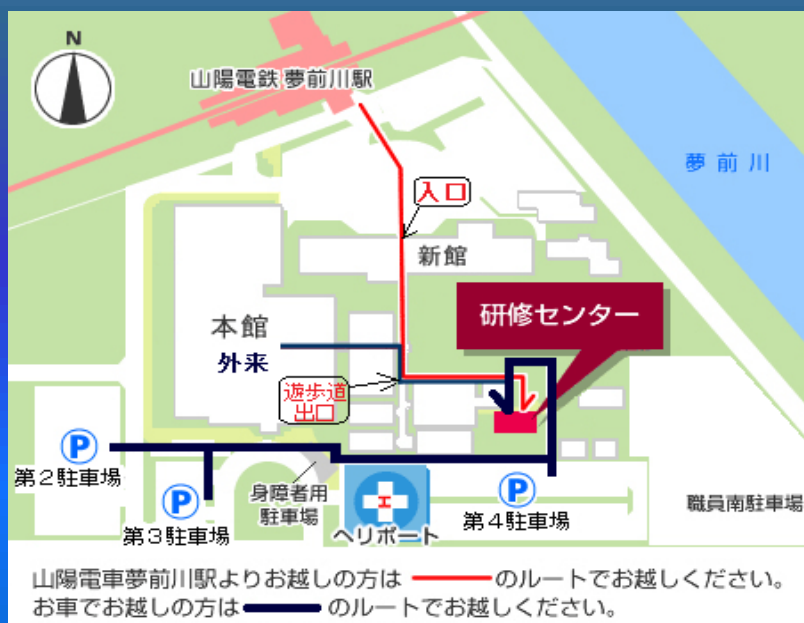 N
山陽電鉄 夢前川駅
夢前川
入口
新館
研修センター
本館
外来
遊歩道
出口
P
第2駐車場
P
第3駐車場
身障者用
駐車場
H
ヘリポート
P
第4駐車場
職員南駐車場
山陽電車夢前川駅よりお越しの方は のルートでお越しください。
お車でお越しの方は のルートでお越しください。